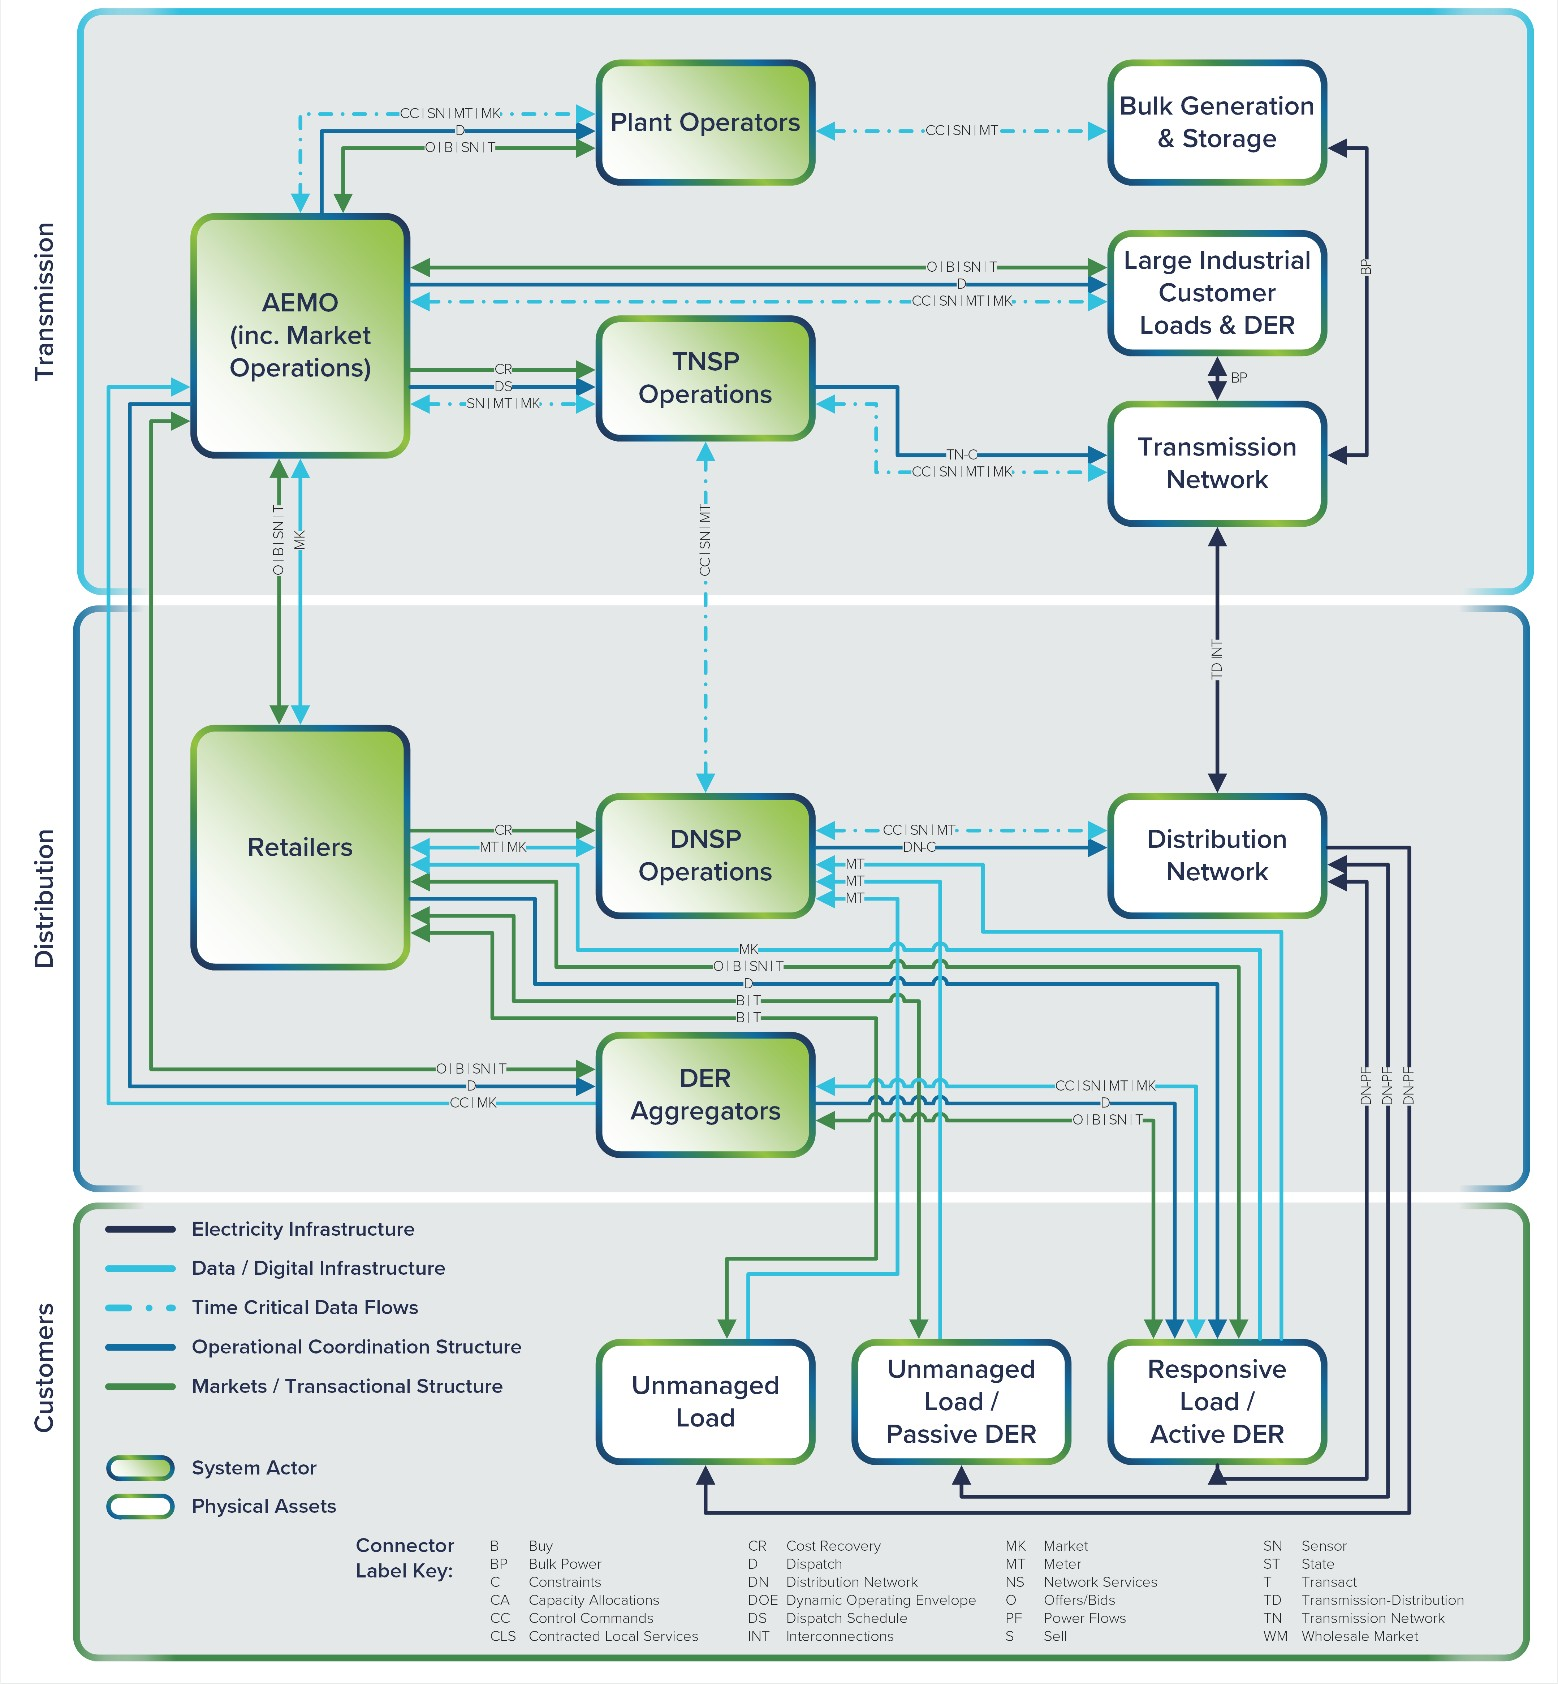 Transmission
Plant Operators
Bulk Generation
& Storage
CC | SN | MT | MK
D
O | B | SN | T
CC | SN | MT
BP
AEMO
(inc. Market
Operations)
O | B | SN | T
D
CC | SN | MT | MK
Large Industrial
Customer
Loads & DER
BP
CR
DS
SN | MT | MK
TNSP
Operations
TN-C
CC | SN | MT | MK
Transmission
Network
O | B | SN | T
MK
CC | SN | MT
TD INT
Distribution
Retailers
CR
MT | MK
DNSP
Operations
CC | SN | MT
DN-C
MT
MT
MT
Distribution
Network
MK
O | B | SN | T
D
B | T
B | T
O | B | SN | T
D
CC | MK
DER
Aggregators
CC | SN | MT | MK
D
O | B | SN | T
DN-PF
DN-PF
DN-PF
Customers
Electricity Infrastructure
Data / Digital Infrastructure
Time Critical Data Flows
Operational Coordination Structure
Markets / Transactional Structure
System Actor
Physical Assets
Unmanaged
Load
Unmanaged
Load /
Passive DER
Responsive
Load /
Active DER
Connector
Label Key:
B Buy
BP Bulk Power
C Constraints
CA Capacity Allocations
CC Control Commands
CLS Contracted Local Services
CR Cost Recovery
D Dispatch
DN Distribution Network
DOE Dynamic Operating Envelope
DS Dispatch Schedule
INT Interconnections
MK Market
MT Meter
NS Network Services
O Offers/Bids
PF Power Flows
S Sell
SN Sensor
ST State
T Transact
TD Transmission-Distribution
TN Transmission Network
WM Wholesale Market